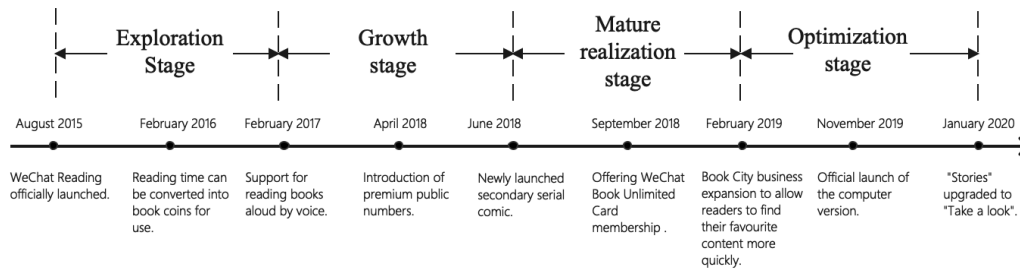 Exploration
Stage
Growth
stage
Mature
realization
stage
Optimization
stage
August 2015
February 2016
February 2017
April 2018
June 2018
September 2018
February 2019
November 2019
January 2020
WeChat Reading
officially launched.
Reading time can
be converted into
book coins for
use.
Support for
reading books
aloud by voice.
Introduction of
premium public
numbers.
Newly launched
secondary serial
comic.
Offering WeChat
Book Unlimited
Card
membership .
Book City business
expansion to allow
readers to find
their favourite
content more
quickly.
Official launch of
the computer
version.
"Stories"
upgraded to
"Take a look".